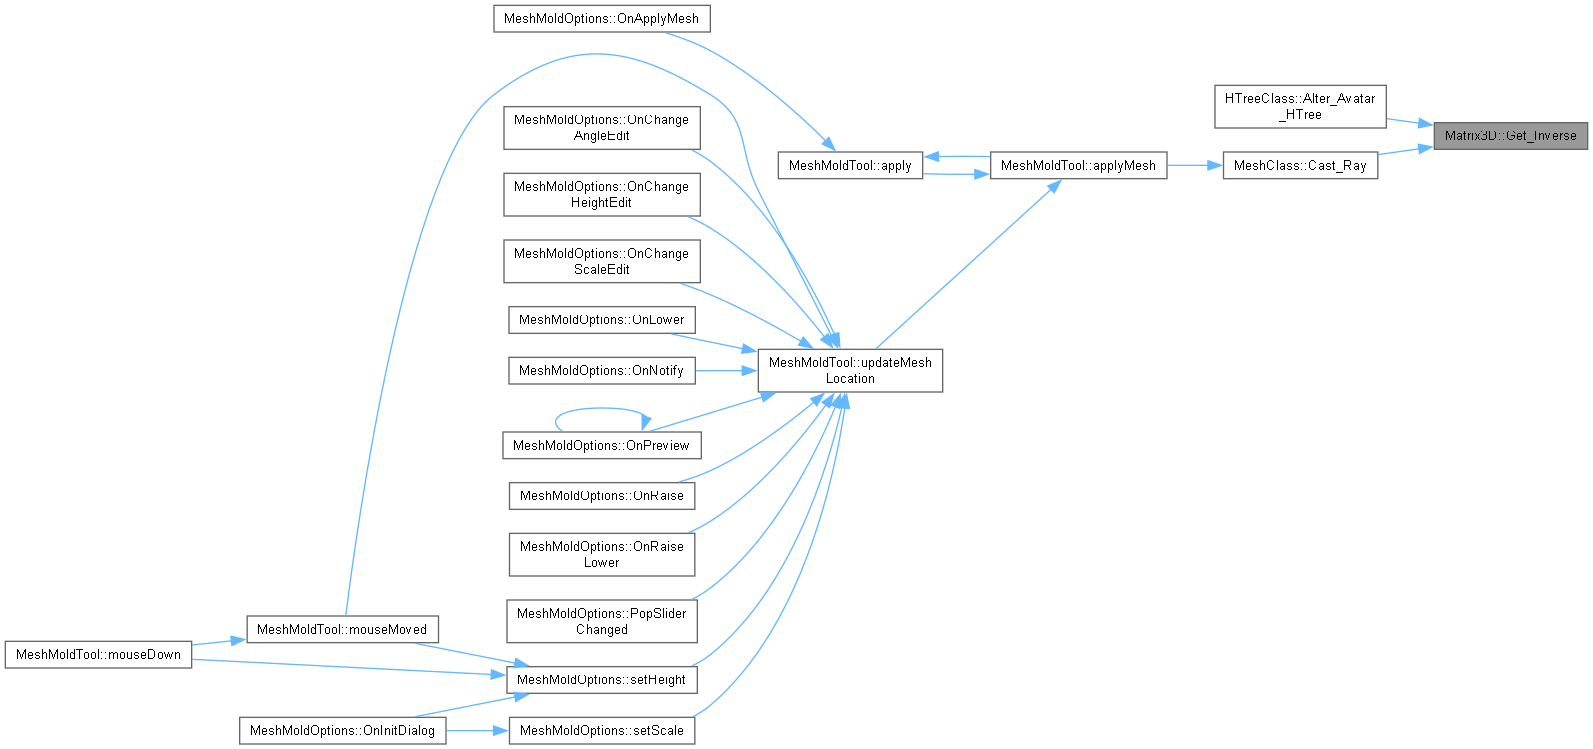 MeshMoldOptions::OnApplyMesh
HTreeClass::Alter_Avatar
_HTree
Matrix3D::Get_Inverse
MeshMoldOptions::OnChange
AngleEdit
MeshMoldTool::apply
MeshMoldTool::applyMesh
MeshClass::Cast_Ray
MeshMoldOptions::OnChange
HeightEdit
MeshMoldOptions::OnChange
ScaleEdit
MeshMoldOptions::OnLower
MeshMoldOptions::OnNotify
MeshMoldTool::updateMesh
Location
MeshMoldOptions::OnPreview
MeshMoldOptions::OnRaise
MeshMoldOptions::OnRaise
Lower
MeshMoldOptions::PopSlider
Changed
MeshMoldTool::mouseMoved
MeshMoldTool::mouseDown
MeshMoldOptions::setHeight
MeshMoldOptions::OnInitDialog
MeshMoldOptions::setScale